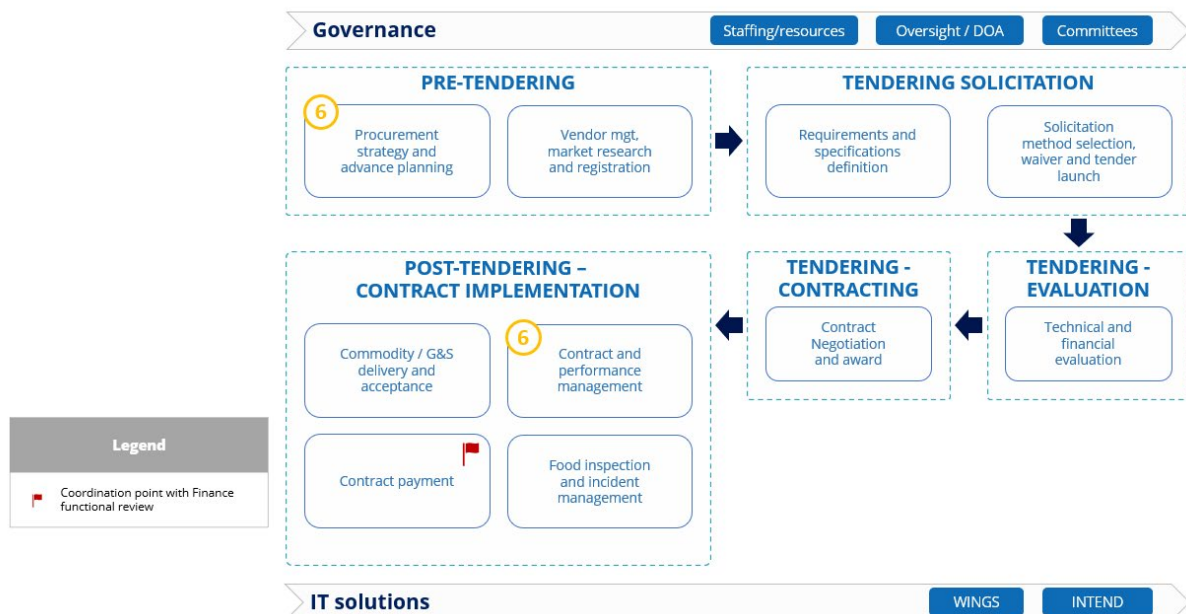 Governance
Staffing/resources
Oversight / DOA
Committees
PRE-TENDERING
6
Procurement
strategy and
advance planning
Vendor mgt,
market research
and registration
TENDERING SOLICITATION
Requirements and
specifications
definition
Solicitation
method selection,
waiver and tender
launch
TENDERING -
EVALUATION
Technical and
financial
evaluation
TENDERING -
CONTRACTING
Contract
Negotiation
and award
POST-TENDERING –
CONTRACT IMPLEMENTATION
Commodity / G&S
delivery and
acceptance
6
Contract and
performance
management
Contract payment
Food inspection
and incident
management
Legend
Coordination point with Finance
functional review
IT solutions
WINGS
INTEND